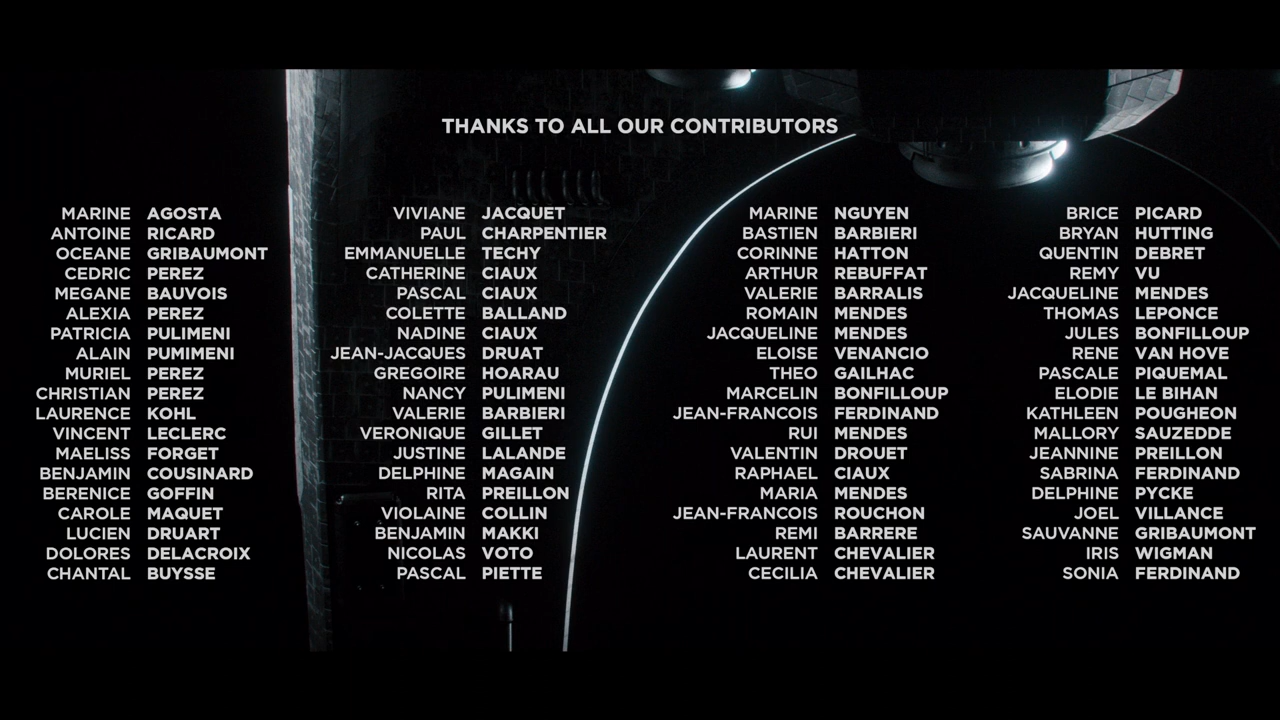 THANKS TO ALL OUR CONTRIBUTORS
MARINE AGOSTA
ANTOINE RICARD
OCEANE GRIBAUMONT
CEDRIC PEREZ
MEGANE BAUVOIS
ALEXIA PEREZ
PATRICIA PULIMENI
ALAIN PUMIMENI
MURIEL PEREZ
CHRISTIAN PEREZ
LAURENCE KOHL
VINCENT LECLERC
MAELISS FORGET
BENJAMIN COUSINARD
BERENICE GOFFIN
CAROLE MAQUET
LUCIEN DRUART
DOLORES DELACROIX
CHANTAL BUYSSE
VIVIANE JACQUET
PAUL CHARPENTIER
EMMANUELLE TECHY
CATHERINE CIAUX
PASCAL CIAUX
COLETTE BALLAND
NADINE CIAUX
JEAN-JACQUES DRUAT
GREGOIRE HOARAU
NANCY PULIMENI
VALERIE BARBIERI
VERONIQUE GILLET
JUSTINE LALANDE
DELPHINE MAGAIN
RITA PREILLON
VIOLAINE COLLIN
BENJAMIN MAKKI
NICOLAS VOTO
PASCAL PIETTE
MARINE NGUYEN
BASTIEN BARBIERI
CORINNE HATTON
ARTHUR REBUFFAT
VALERIE BARRALIS
ROMAIN MENDES
JACQUELINE MENDES
ELOISE VENANCIO
THEO GAILHAC
MARCELIN BONFILLOUP
JEAN-FRANCOIS FERDINAND
RUI MENDES
VALENTIN DROUET
RAPHAEL CIAUX
MARIA MENDES
JEAN-FRANCOIS ROUCHON
REMI BARRERE
LAURENT CHEVALIER
CECILIA CHEVALIER
BRICE PICARD
BRYAN HUTTING
QUENTIN DEBRET
REMY VU
JACQUELINE MENDES
THOMAS LEPONCE
JULES BONFILLOUP
RENE VAN HOVE
PASCALE PIQUEMAL
ELODIE LE BIHAN
KATHLEEN POUGHEON
MALLORY SAUZEDDE
JEANNINE PREILLON
SABRINA FERDINAND
DELPHINE PYCKE
JOEL VILLANCE
SAUVANNE GRIBAUMONT
IRIS WIGMAN
SONIA FERDINAND